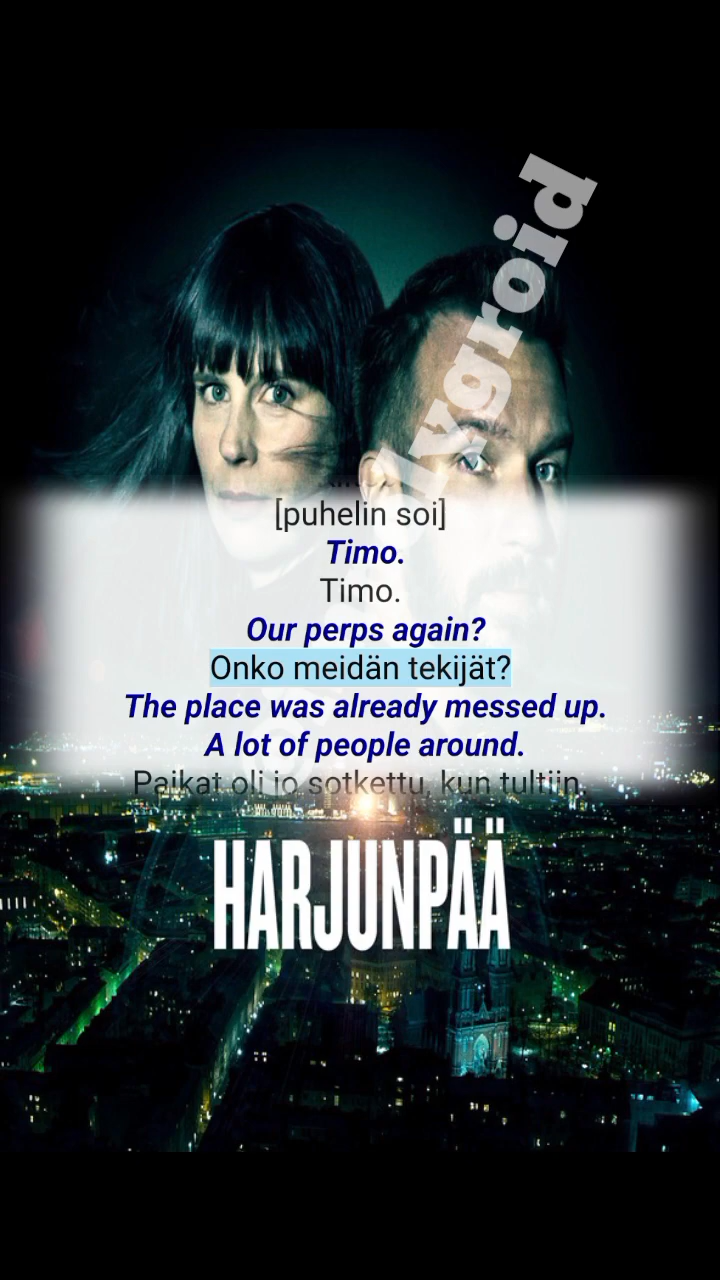 [puhelin soi]
Timo.
Timo.
Our perps again?
Onko meidän tekijät?
The place was already messed up.
A lot of people around.
Paikat oli jo sotkettu, kun tultiin.
HARJUNPÄÄ